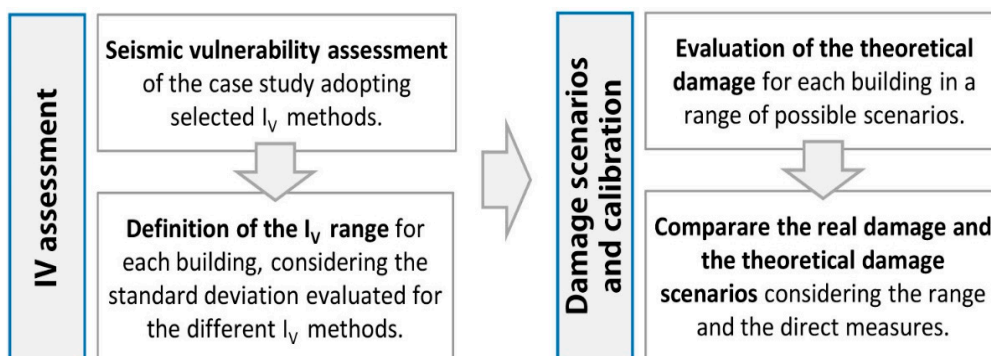 IV assessment
Seismic vulnerability assessment
of the case study adopting
selected Iᵥ methods.
Definition of the Iᵥ range for
each building, considering the
standard deviation evaluated for
the different Iᵥ methods.
Damage scenarios
and calibration
Evaluation of the theoretical
damage for each building in a
range of possible scenarios.
Comparare the real damage and
the theoretical damage
scenarios considering the range
and the direct measures.